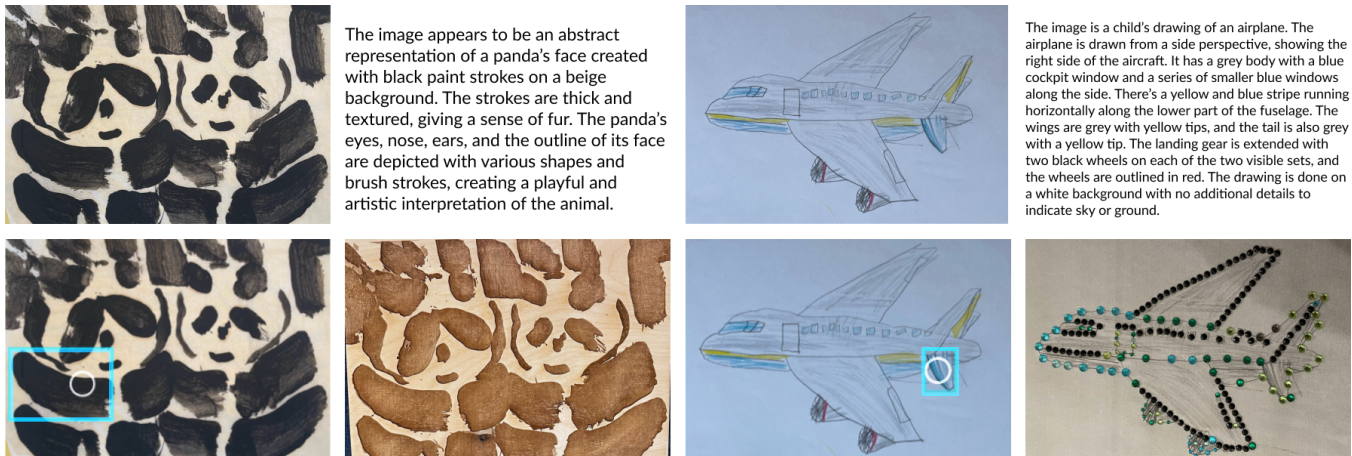 The image appears to be an abstract
representation of a panda's face created
with black paint strokes on a beige
background. The strokes are thick and
textured, giving a sense of fur. The panda's
eyes, nose, ears, and the outline of its face
are depicted with various shapes and
brush strokes, creating a playful and
artistic interpretation of the animal.
The image is a child's drawing of an airplane. The
airplane is drawn from a side perspective, showing the
right side of the aircraft. It has a grey body with a blue
cockpit window and a series of smaller blue windows
along the side. There's a yellow and blue stripe running
horizontally along the lower part of the fuselage. The
wings are grey with yellow tips, and the tail is also grey
with a yellow tip. The landing gear is extended with
two black wheels on each of the two visible sets, and
the wheels are outlined in red. The drawing is done on
a white background with no additional details to
indicate sky or ground.